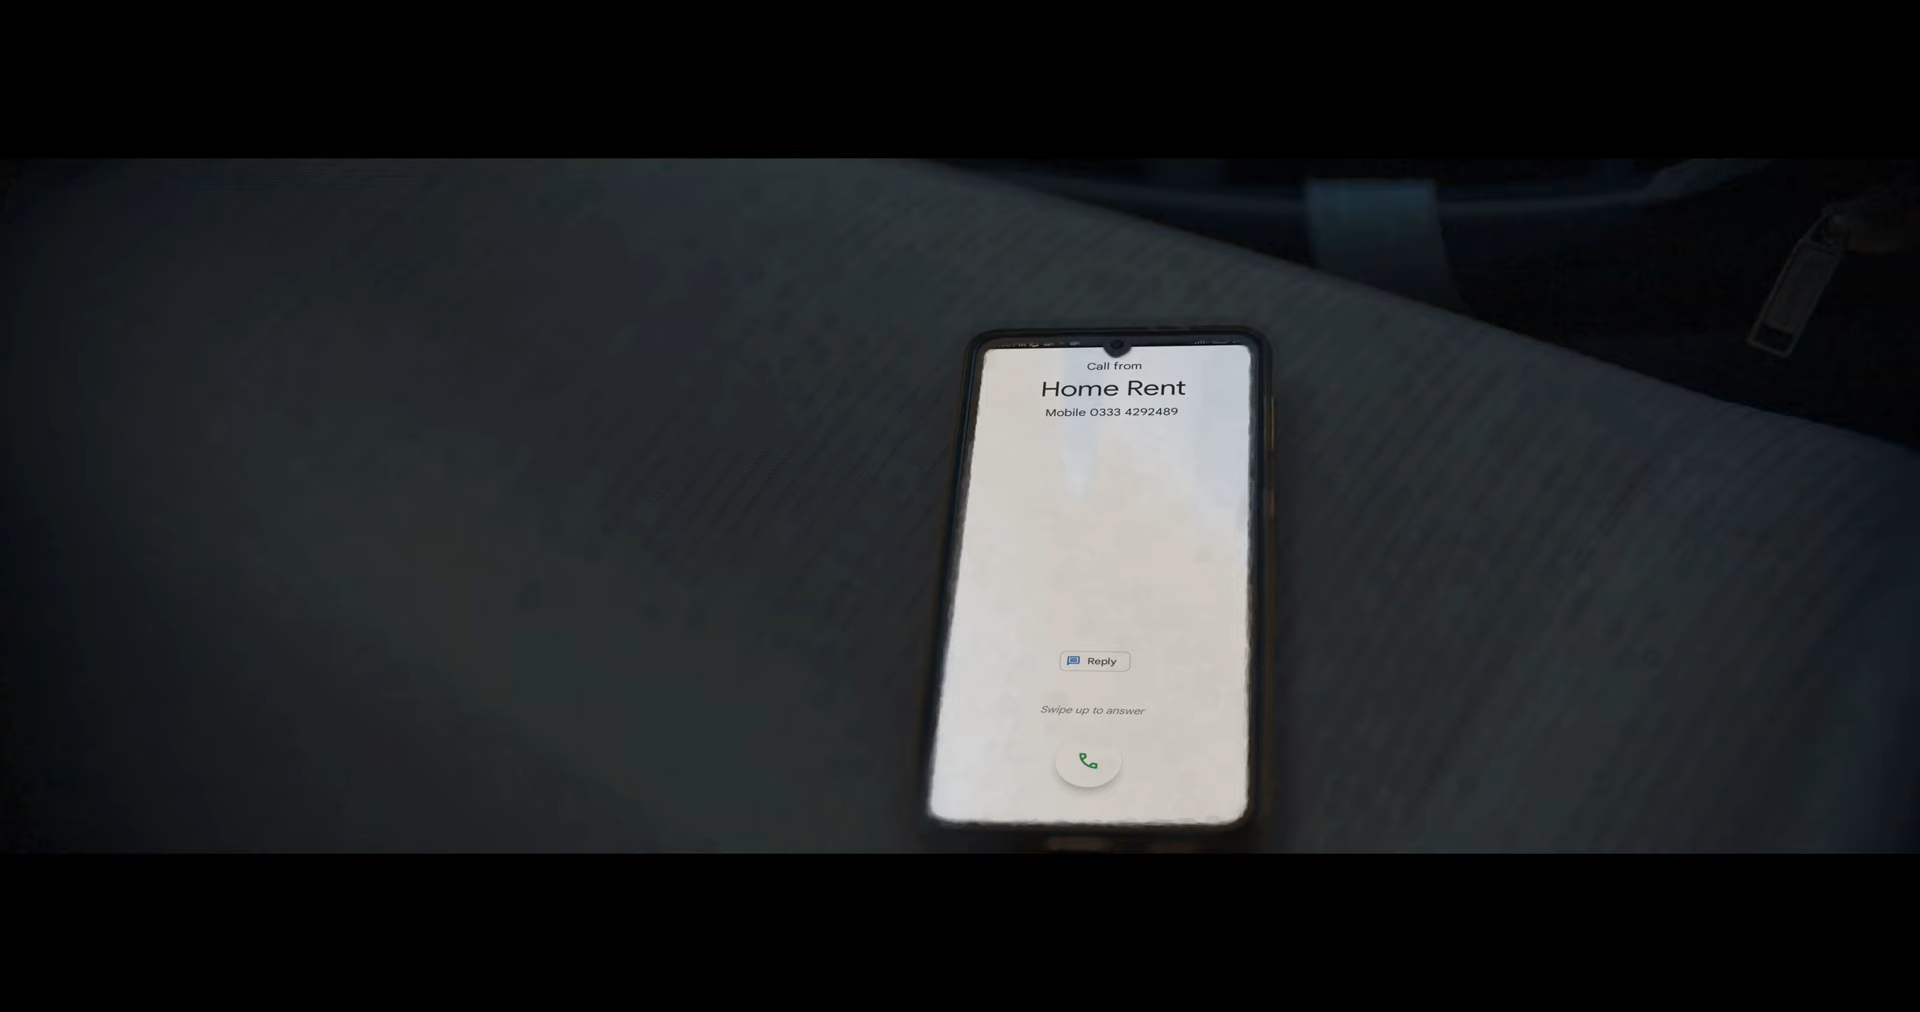 Call from
Home Rent
Mobile 0333 4292489
Reply
Swipe up to answer